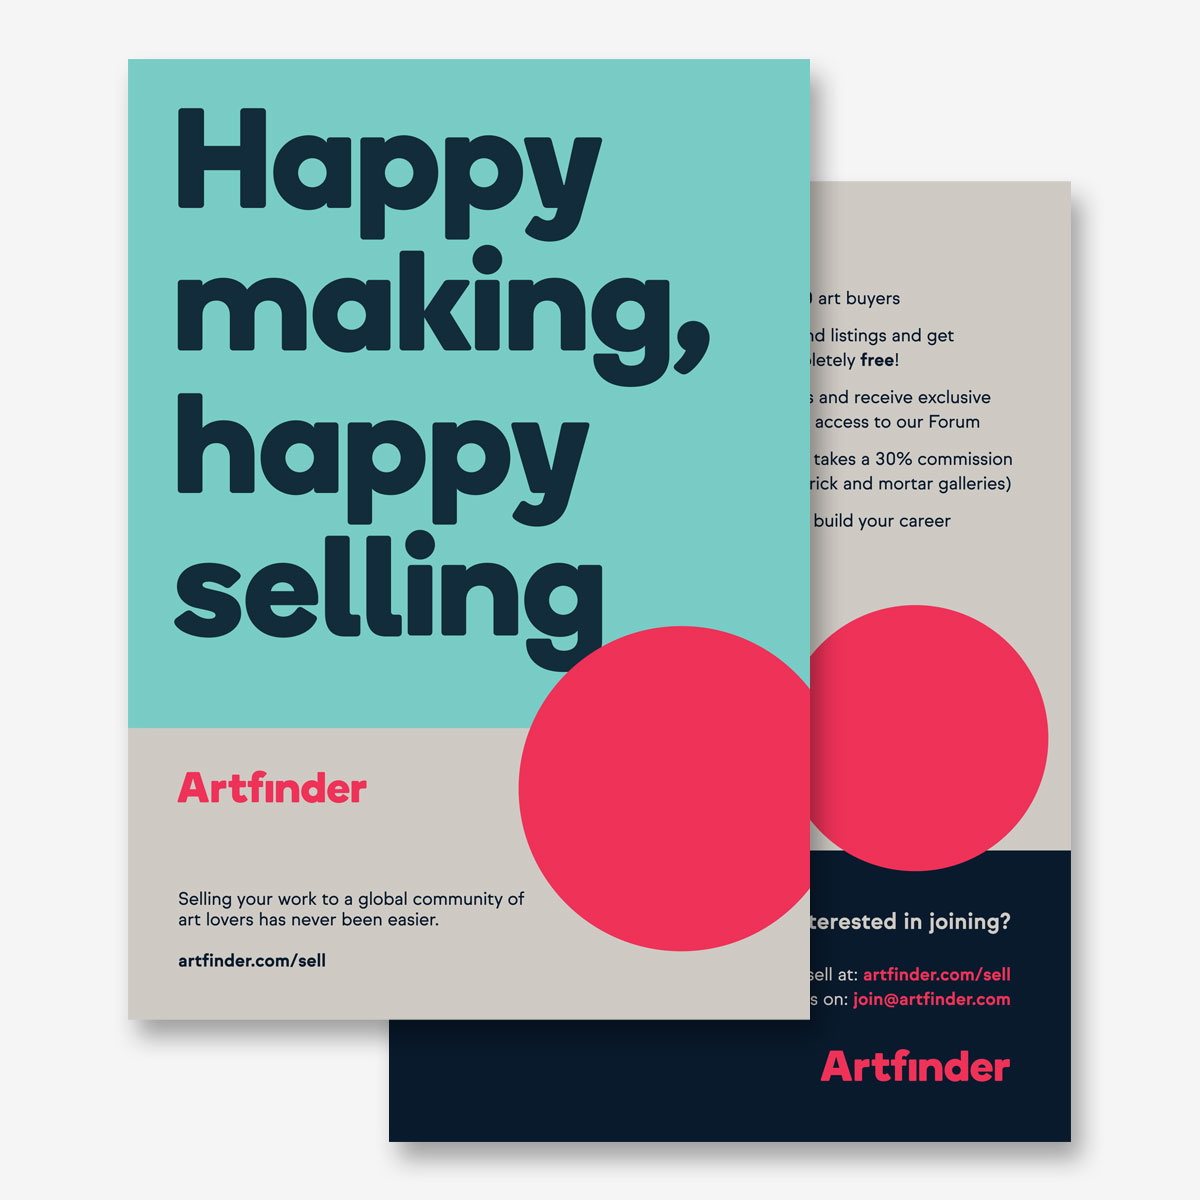 Happy
making,
happy
selling
Artfinder
Selling your work to a global community of
art lovers has never been easier.
artfinder.com/sell
art buyers
listings and get
free!
and receive exclusive
access to our Forum
takes a 30% commission
and mortar galleries)
build your career
in joining?
at: artfinder.com/sell
on: join@artfinder.com
Artfinder